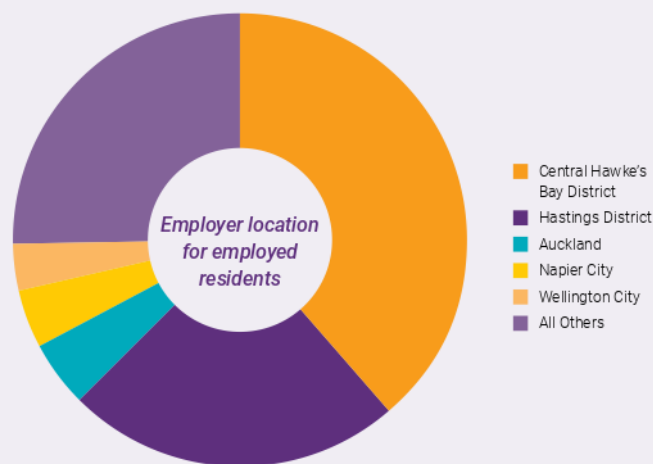 Employer location
for employed
residents
Central Hawke's
Bay District
Hastings District
Auckland
Napier City
Wellington City
All Others